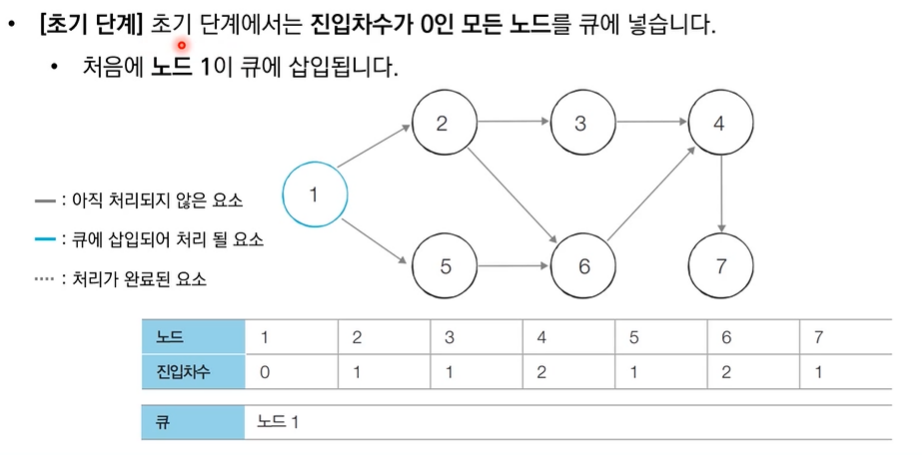 • [초기 단계] 초기 단계에서는 진입차수가 0인 모든 노드를 큐에 넣습니다.
• 처음에 노드 1이 큐에 삽입됩니다.
2 3 4
1
: 아직 처리되지 않은 요소
: 큐에 삽입되어 처리 될 요소
5 6 7
: 처리가 완료된 요소
노드 1 2 3 4 5 6 7
진입차수 0 1 1 2 1 2 1
큐 노드 1